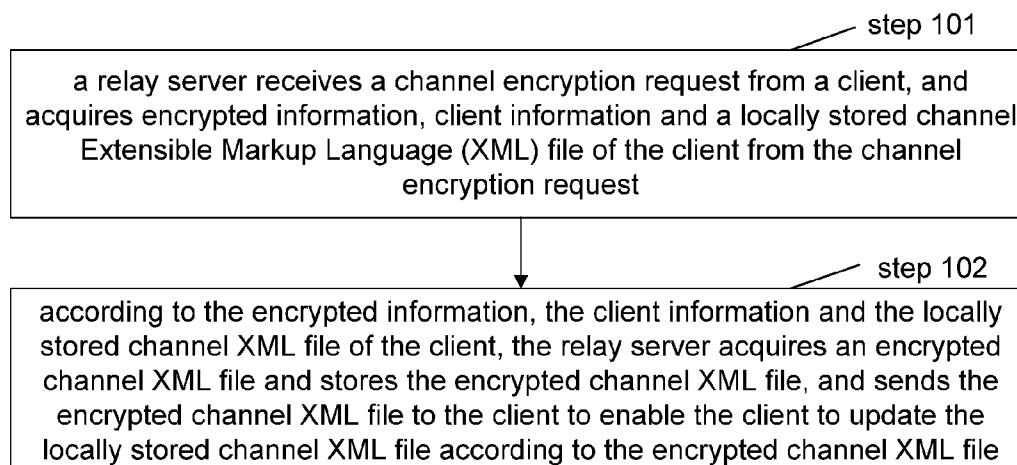 step 101
a relay server receives a channel encryption request from a client, and
acquires encrypted information, client information and a locally stored channel
Extensible Markup Language (XML) file of the client from the channel
encryption request
step 102
according to the encrypted information, the client information and the locally
stored channel XML file of the client, the relay server acquires an encrypted
channel XML file and stores the encrypted channel XML file, and sends the
encrypted channel XML file to the client to enable the client to update the
locally stored channel XML file according to the encrypted channel XML file